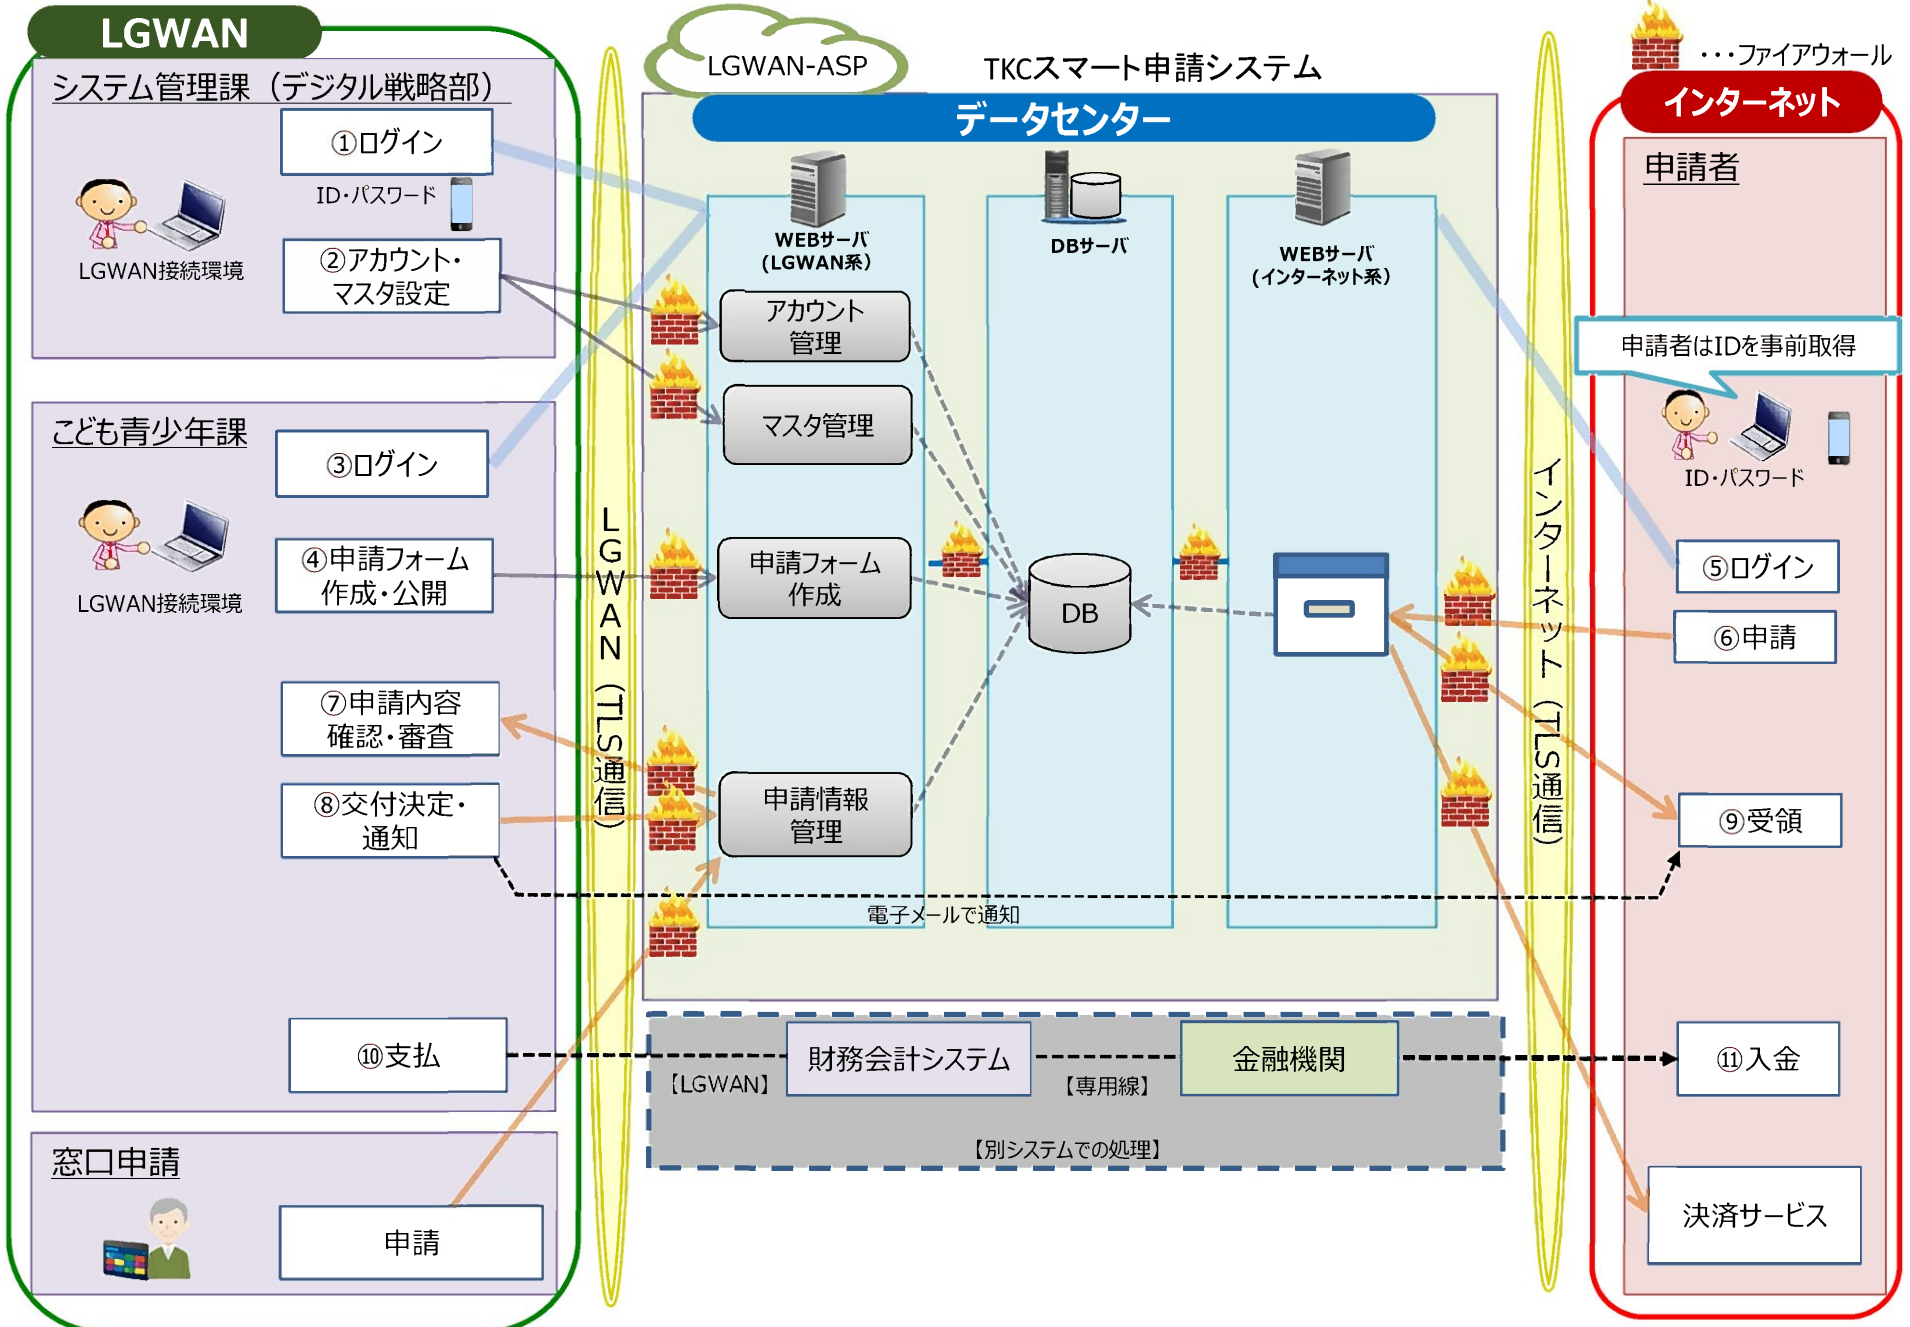 LGWAN
システム管理課（デジタル戦略部）
①ログイン
ID・パスワード
LGWAN接続環境
②アカウント・
マスタ設定
こども青少年課
③ログイン
LGWAN接続環境
④申請フォーム
作成・公開
⑦申請内容
確認・審査
⑧交付決定・
通知
⑩支払
窓口申請
申請
LGWAN（TLS通信）
LGWAN-ASP
TKCスマート申請システム
データセンター
WEBサーバ
(LGWAN系)
アカウント
管理
マスタ管理
申請フォーム
作成
申請情報
管理
DBサーバ
DB
WEBサーバ
(インターネット系)
電子メールで通知
財務会計システム
金融機関
【LGWAN】
【専用線】
【別システムでの処理】
インターネット（TLS通信）
・・・ファイアウォール
インターネット
申請者
申請者はIDを事前取得
ID・パスワード
⑤ログイン
⑥申請
⑨受領
⑪入金
決済サービス